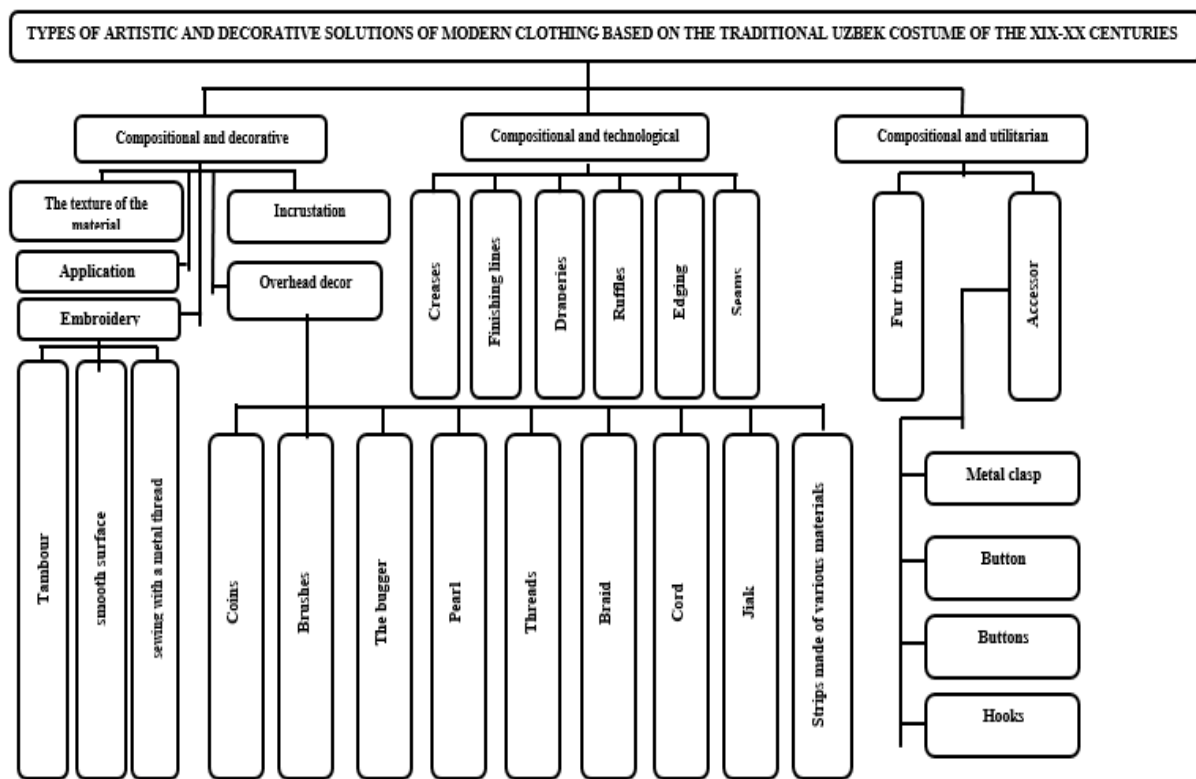 TYPES OF ARTISTIC AND DECORATIVE SOLUTIONS OF MODERN CLOTHING BASED ON THE TRADITIONAL UZBEK COSTUME OF THE XIX-XX CENTURIES
Compositional and decorative
Compositional and technological
Compositional and utilitarian
The texture of the
material
Incrustation
Application
Overhead decor
Embroidery
Creases
Finishing lines
Draperies
Ruffles
Edging
Seams
Fur trim
Accessor
Tambour
smooth surface
sewing with a metal thread
Coins
Brushes
The bugger
Pearl
Threads
Braid
Cord
Jiak
Strips made of various materials
Metal clasp
Button
Buttons
Hooks